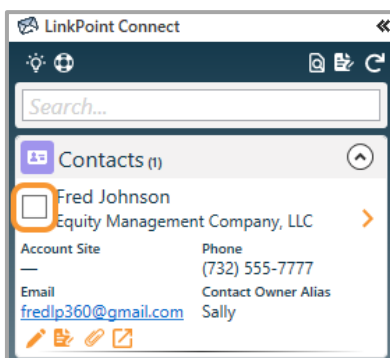 LinkPoint Connect
Search...
Contacts (1)
Fred Johnson
Equity Management Company, LLC
Account Site Phone
— (732) 555-7777
Email Contact Owner Alias
fredlp360@gmail.com Sally